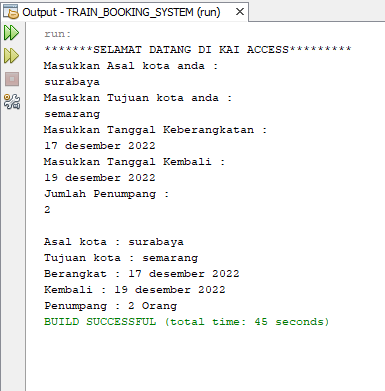 Output - TRAIN_BOOKING_SYSTEM (run)
run:
*******SELAMAT DATANG DI KAI ACCESS*********
Masukkan Asal kota anda :
surabaya
Masukkan Tujuan kota anda :
semarang
Masukkan Tanggal Keberangkatan :
17 desember 2022
Masukkan Tanggal Kembali :
19 desember 2022
Jumlah Penumpang :
2
Asal kota : surabaya
Tujuan kota : semarang
Berangkat : 17 desember 2022
Kembali : 19 desember 2022
Penumpang : 2 Orang
BUILD SUCCESSFUL (total time: 45 seconds)